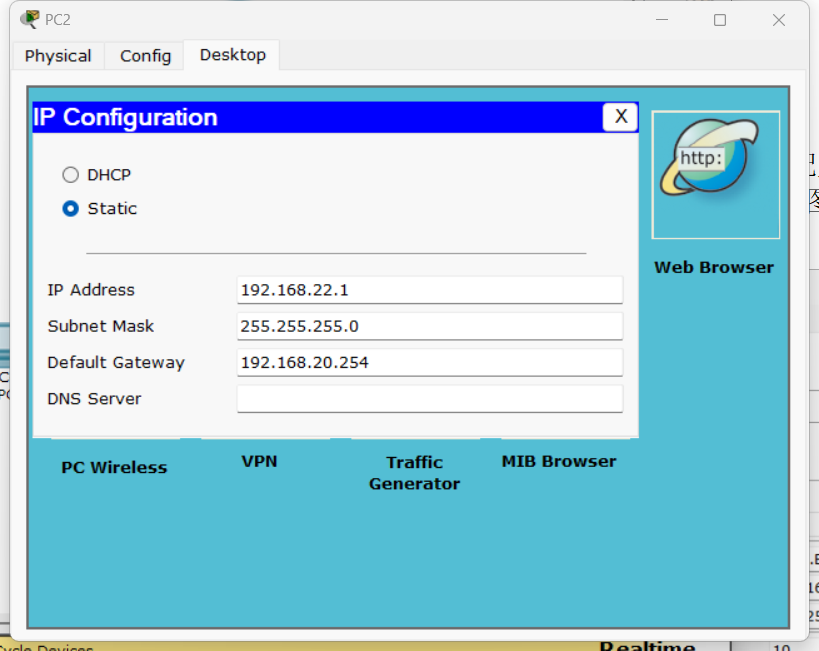 PC2
Physical Config Desktop
IP Configuration X
http:
DHCP
Static
Web Browser
IP Address 192.168.22.1
Subnet Mask 255.255.255.0
Default Gateway 192.168.20.254
DNS Server
PC Wireless VPN Traffic Generator MIB Browser
Devices Realtime 10